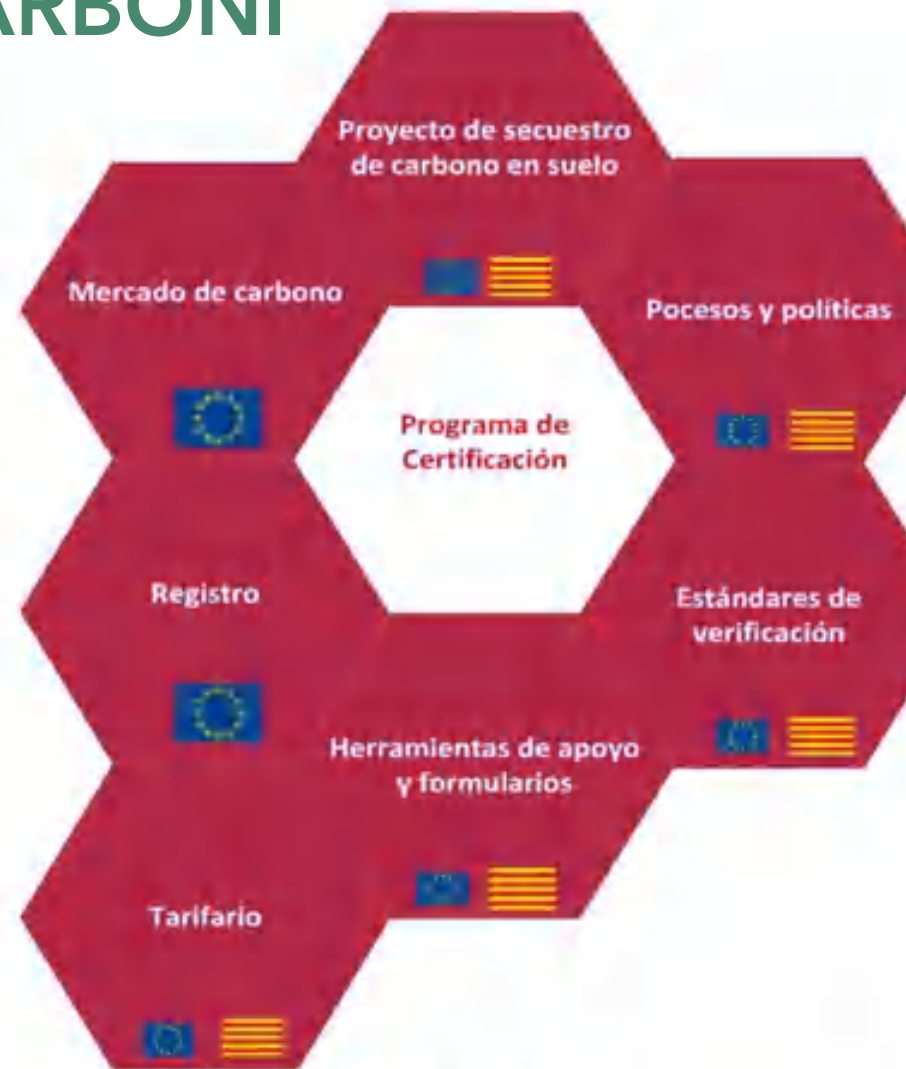 ARBONI
Proyecto de secuestro
de carbono en suelo
Mercado de carbono
Pocesos y políticas
Programa de
Certificación
Registro
Estándares de
verificación
Herramientas de apoyo
y formularios
Tarifario